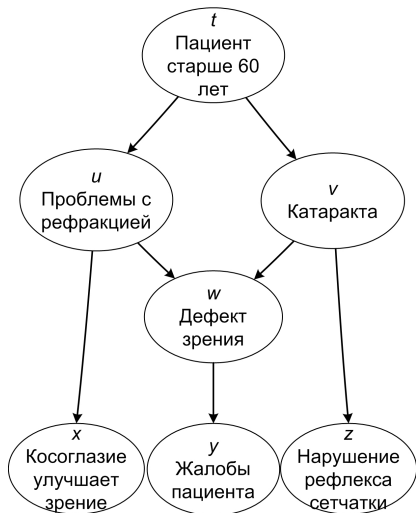 t
Пациент
старше 60
лет
u
Проблемы с
рефракцией
v
Катаракта
w
Дефект
зрения
x
Косоглазие
улучшает
зрение
y
Жалобы
пациента
z
Нарушение
рефлекса
сетчатки